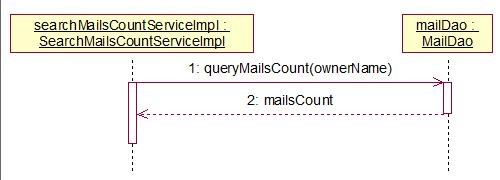 searchMailsCountServiceImpl :
SearchMailsCountServiceImpl
mailDao :
MailDao
1: queryMailsCount(ownerName)
2: mailsCount